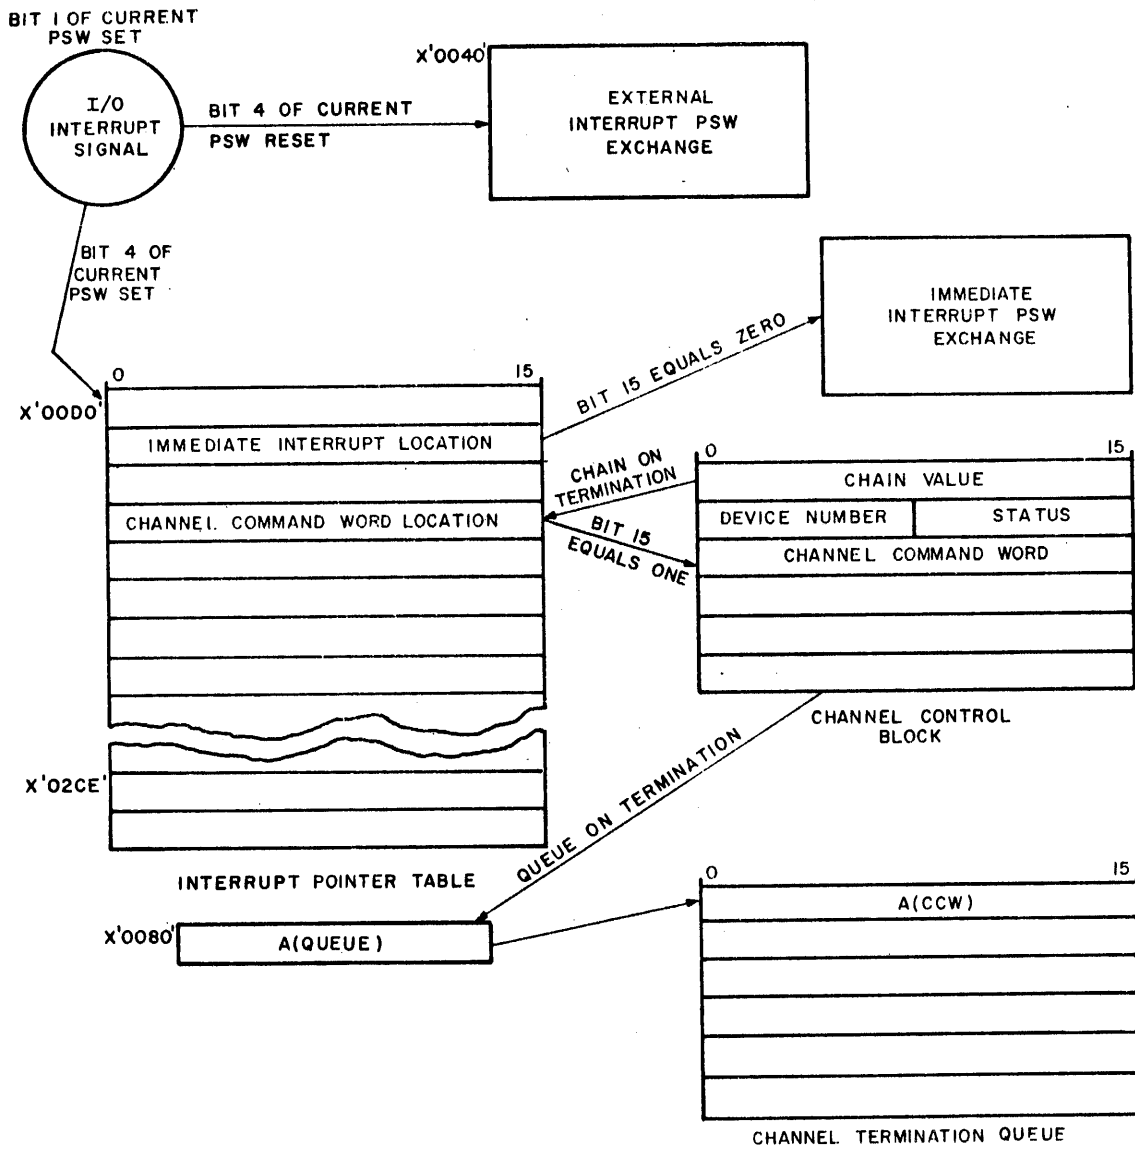 BIT 1 OF CURRENT
PSW SET
I/O
INTERRUPT
SIGNAL
BIT 4 OF CURRENT
PSW RESET
X'0040'
EXTERNAL
INTERRUPT PSW
EXCHANGE
BIT 4 OF
CURRENT
PSW SET
IMMEDIATE
INTERRUPT PSW
EXCHANGE
BIT 15 EQUALS ZERO
0 15
X'00D0'
IMMEDIATE INTERRUPT LOCATION
CHANNEL COMMAND WORD LOCATION
CHAIN ON
TERMINATION
BIT 15
EQUALS ONE
0 15
CHAIN VALUE
DEVICE NUMBER STATUS
CHANNEL COMMAND WORD
CHANNEL CONTROL
BLOCK
X'02CE'
QUEUE ON TERMINATION
INTERRUPT POINTER TABLE
X'0080'
A(QUEUE)
0 15
A(CCW)
CHANNEL TERMINATION QUEUE